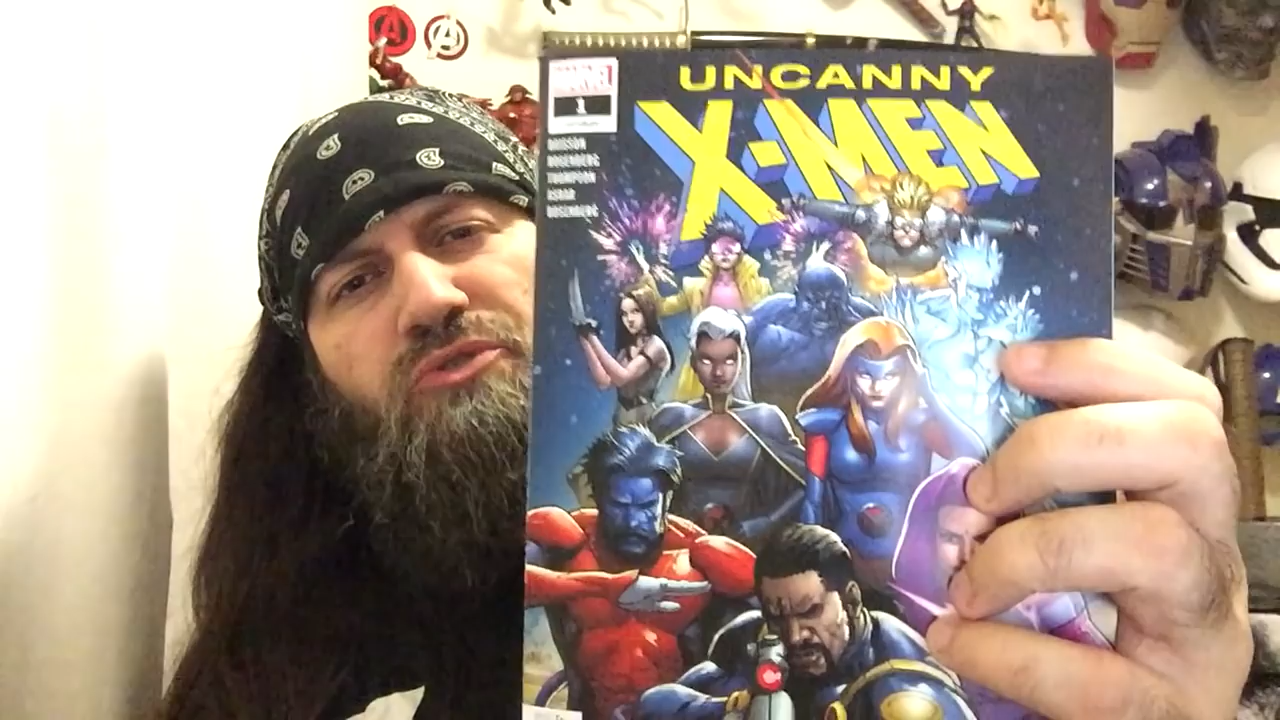 UNCANNY
X-MEN
MARVEL
1
BRISSON
ROSENBERG
THOMPSON
ASRAR
ROSENBERG